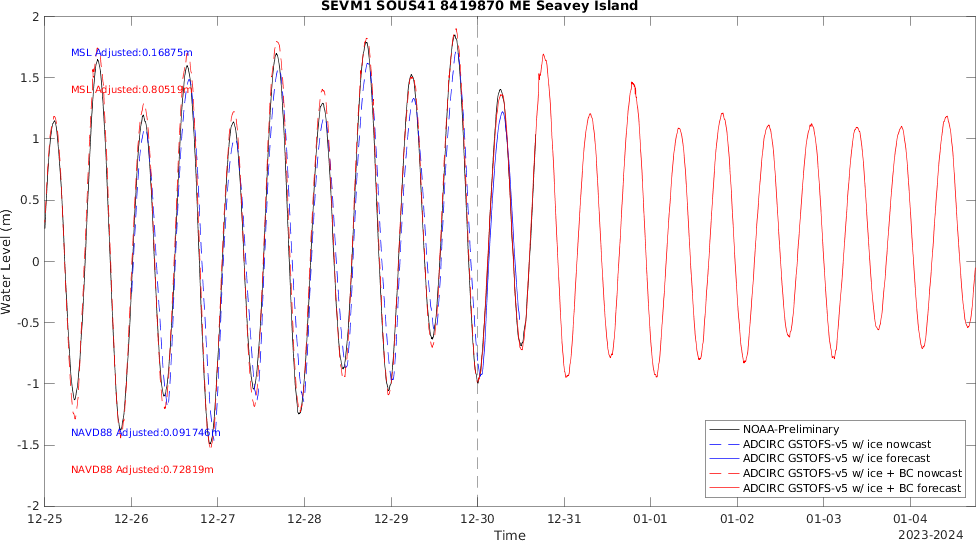 SEVM1 SOUS41 8419870 ME Seavey Island
2
1.5
1
0.5
0
-0.5
-1
-1.5
-2
Water Level (m)
MSL Adjusted:0.16875m
MSL Adjusted:0.80519m
NAVD88 Adjusted:0.091746m
NAVD88 Adjusted:0.72819m
NOAA-Preliminary
ADCIRC GSTOFS-v5 w/ ice nowcast
ADCIRC GSTOFS-v5 w/ ice forecast
ADCIRC GSTOFS-v5 w/ ice + BC nowcast
ADCIRC GSTOFS-v5 w/ ice + BC forecast
12-25 12-26 12-27 12-28 12-29 12-30 12-31 01-01 01-02 01-03 01-04
Time
2023-2024